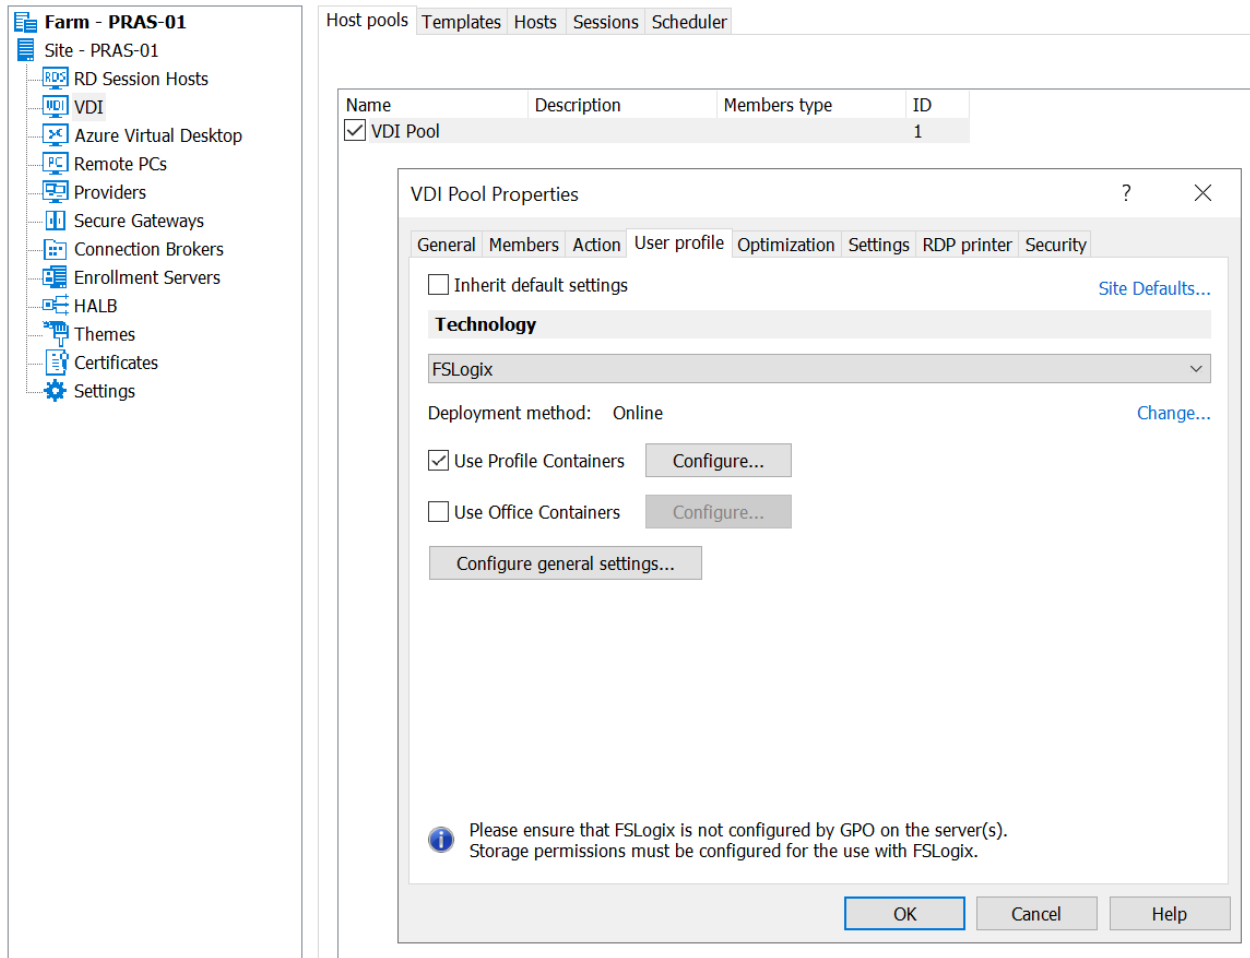 Farm - PRAS-01
Site - PRAS-01
RDS RD Session Hosts
VDI VDI
Azure Virtual Desktop
PC Remote PCs
Providers
Secure Gateways
Connection Brokers
Enrollment Servers
HALB
Themes
Certificates
Settings
Host pools Templates Hosts Sessions Scheduler
Name Description Members type ID
VDI Pool 1
VDI Pool Properties ?
General Members Action User profile Optimization Settings RDP printer Security
Inherit default settings Site Defaults...
Technology
FSLogix
Deployment method: Online Change...
Use Profile Containers Configure...
Use Office Containers Configure...
Configure general settings...
Please ensure that FSLogix is not configured by GPO on the server(s).
Storage permissions must be configured for the use with FSLogix.
OK Cancel Help